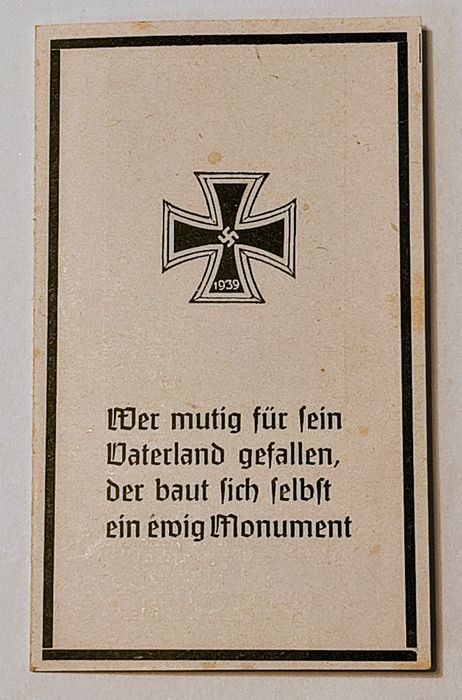 1939
Wer mutig für sein
Vaterland gefallen,
der baut sich selbst
ein ewig Monument